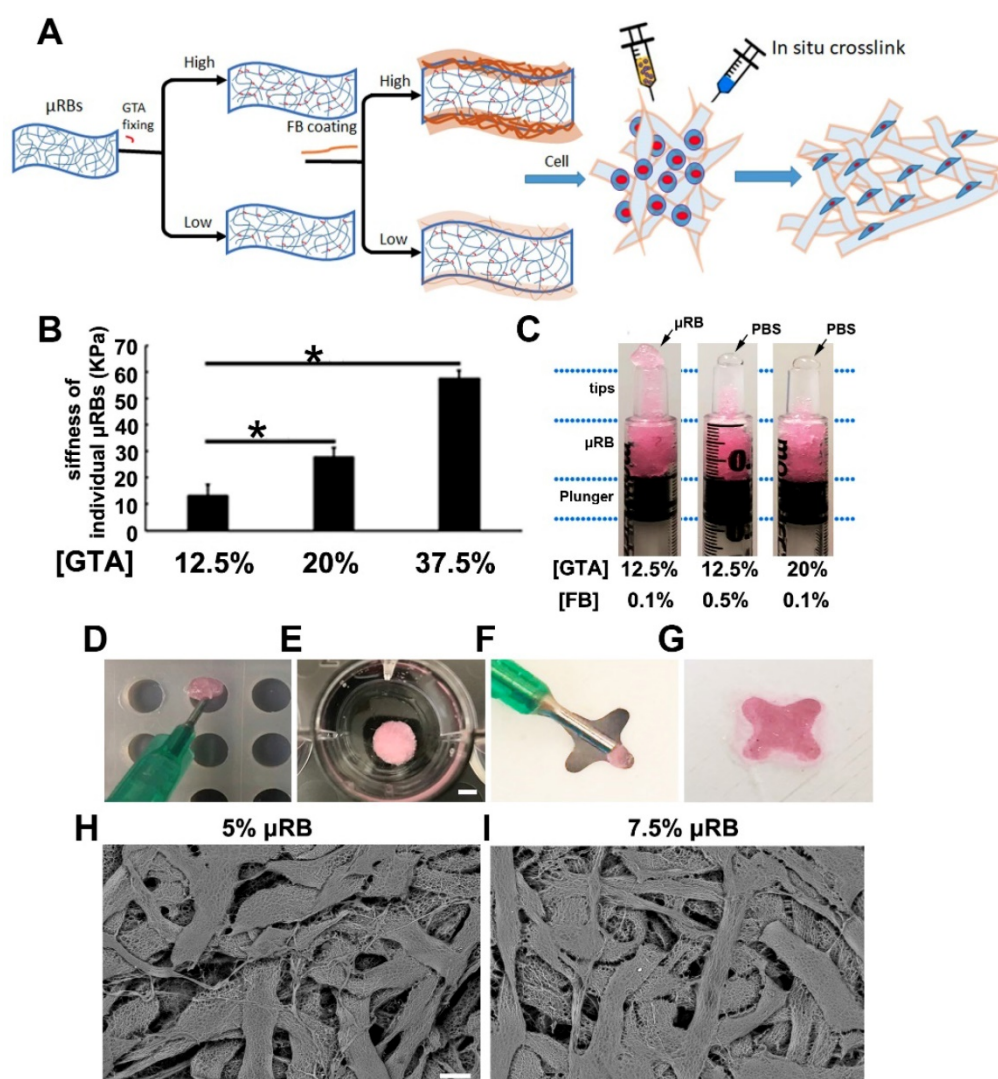 A
µRBs
GTA
fixing
High
Low
FB coating
High
Low
Cell
In situ crosslink
B
siffness of
individual µRBs (KPa)
70
60
50
40
30
20
10
0
*
*
[GTA] 12.5% 20% 37.5%
C
µRB PBS PBS
tips
µRB
Plunger
[GTA] 12.5% 12.5% 20%
[FB] 0.1% 0.5% 0.1%
D E F G
H 5% µRB I 7.5% µRB